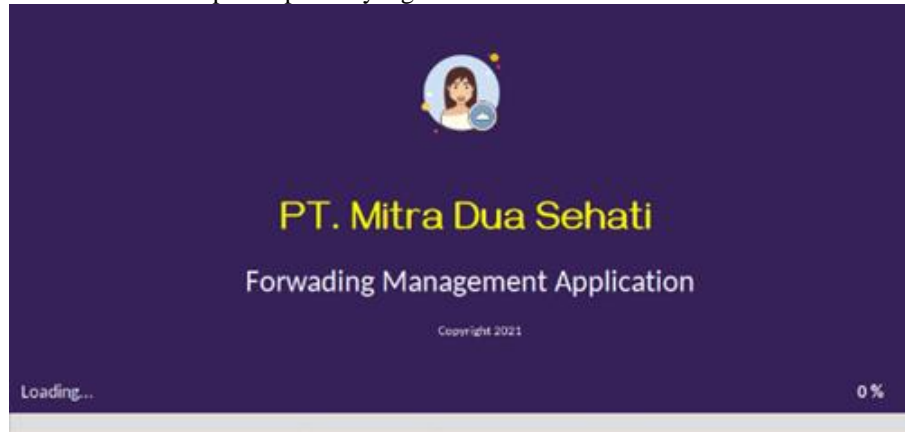 PT. Mitra Dua Sehati
Forwading Management Application
Copyright 2021
Loading...
0 %